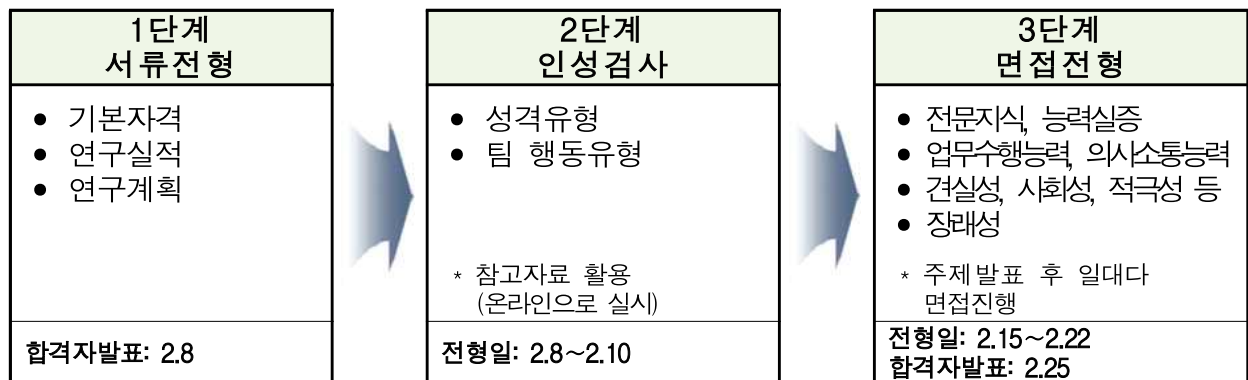 1단계
서류전형
● 기본자격
● 연구실적
● 연구계획
합격자발표: 2.8
2단계
인성검사
● 성격유형
● 팀 행동유형
* 참고자료 활용
(온라인으로 실시)
전형일: 2.8~2.10
3단계
면접전형
● 전문지식, 능력실증
● 업무수행능력, 의사소통능력
● 견실성, 사회성, 적극성 등
● 장래성
* 주제발표 후 일대다
면접진행
전형일: 2.15~2.22
합격자발표: 2.25